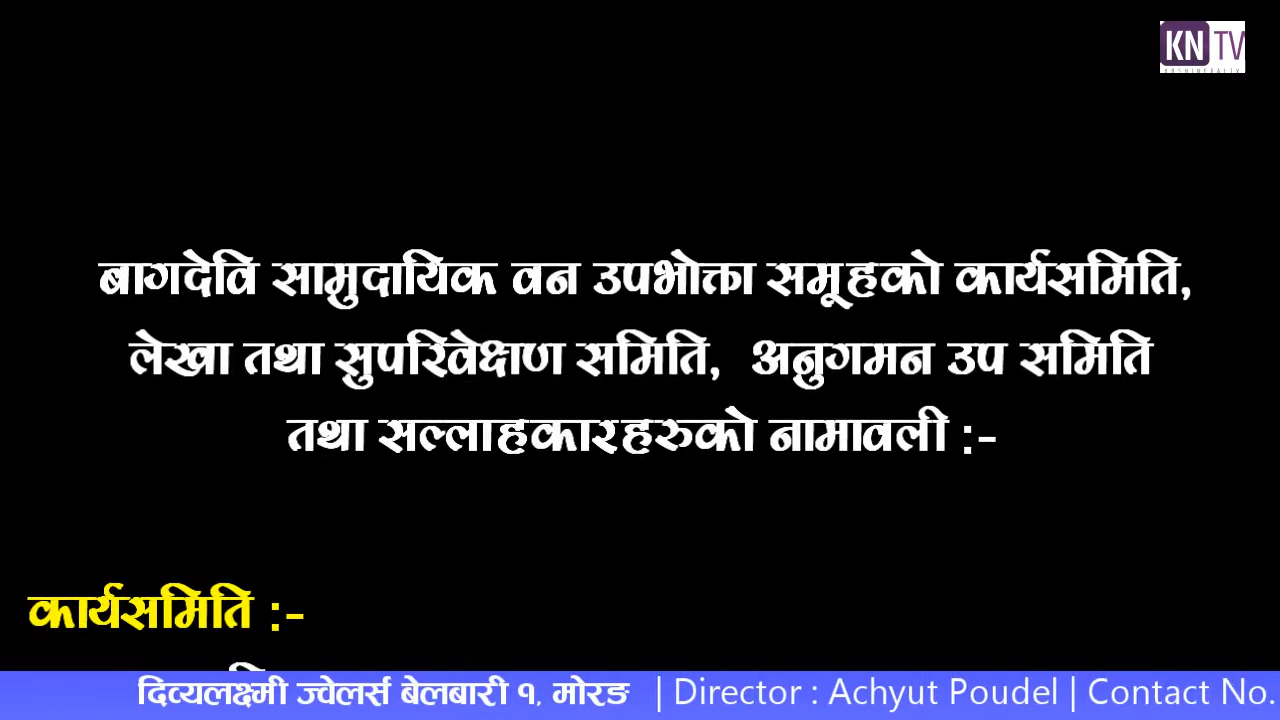 KN TV
बागदेवि सामुदायिक वन उपभोक्ता समूहको कार्यसमिति,
लेखा तथा सुपरिवेक्षण समिति, अनुगमन उप समिति
तथा सल्लाहकारहरुको नामावली :-
कार्यसमिति :-
दिव्यलक्ष्मी ज्वेलर्स बेलबारी १, मोरङ | Director : Achyut Poudel | Contact No.